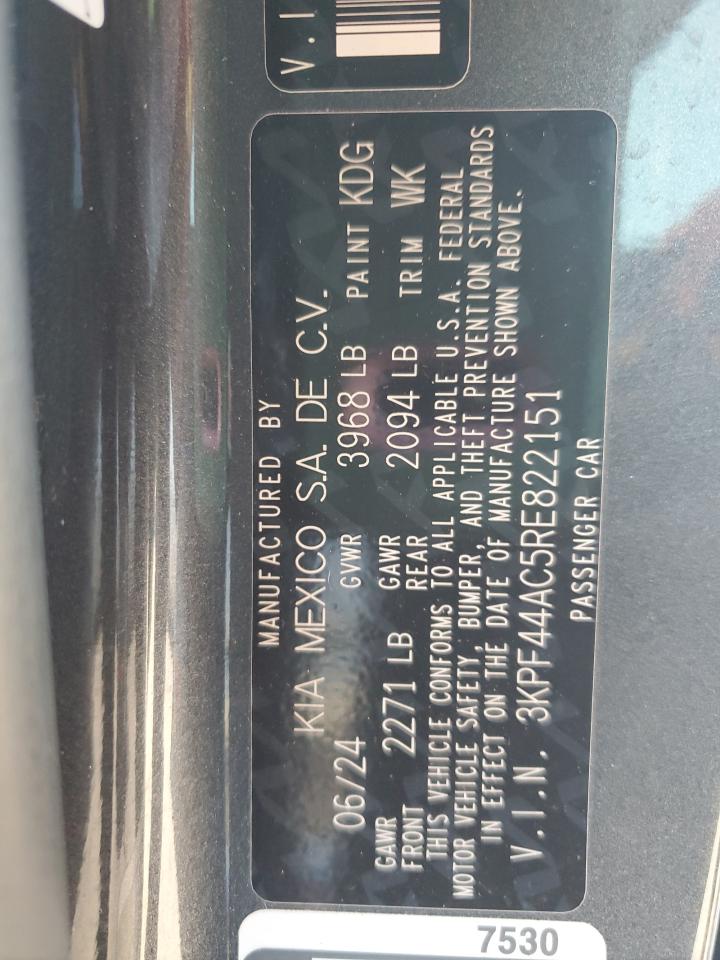 V.I
MANUFACTURED BY
KIA MEXICO S.A. DE C.V.
06/24 GVWR 3968 LB PAINT KDG
GAWR FRONT 2271 LB GAWR REAR 2094 LB TRIM WK
THIS VEHICLE CONFORMS TO ALL APPLICABLE U.S.A. FEDERAL
MOTOR VEHICLE SAFETY, BUMPER, AND THEFT PREVENTION STANDARDS
IN EFFECT ON THE DATE OF MANUFACTURE SHOWN ABOVE.
V.I.N. 3KPF44AC5RE822151
PASSENGER CAR
7530